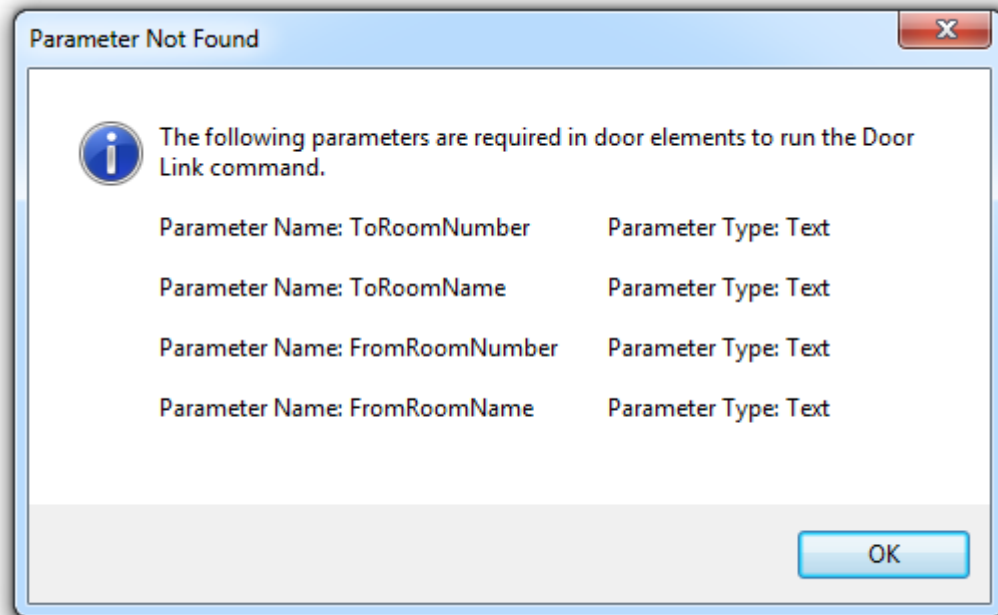 Parameter Not Found
The following parameters are required in door elements to run the Door
Link command.
Parameter Name: ToRoomNumber Parameter Type: Text
Parameter Name: ToRoomName Parameter Type: Text
Parameter Name: FromRoomNumber Parameter Type: Text
Parameter Name: FromRoomName Parameter Type: Text
OK